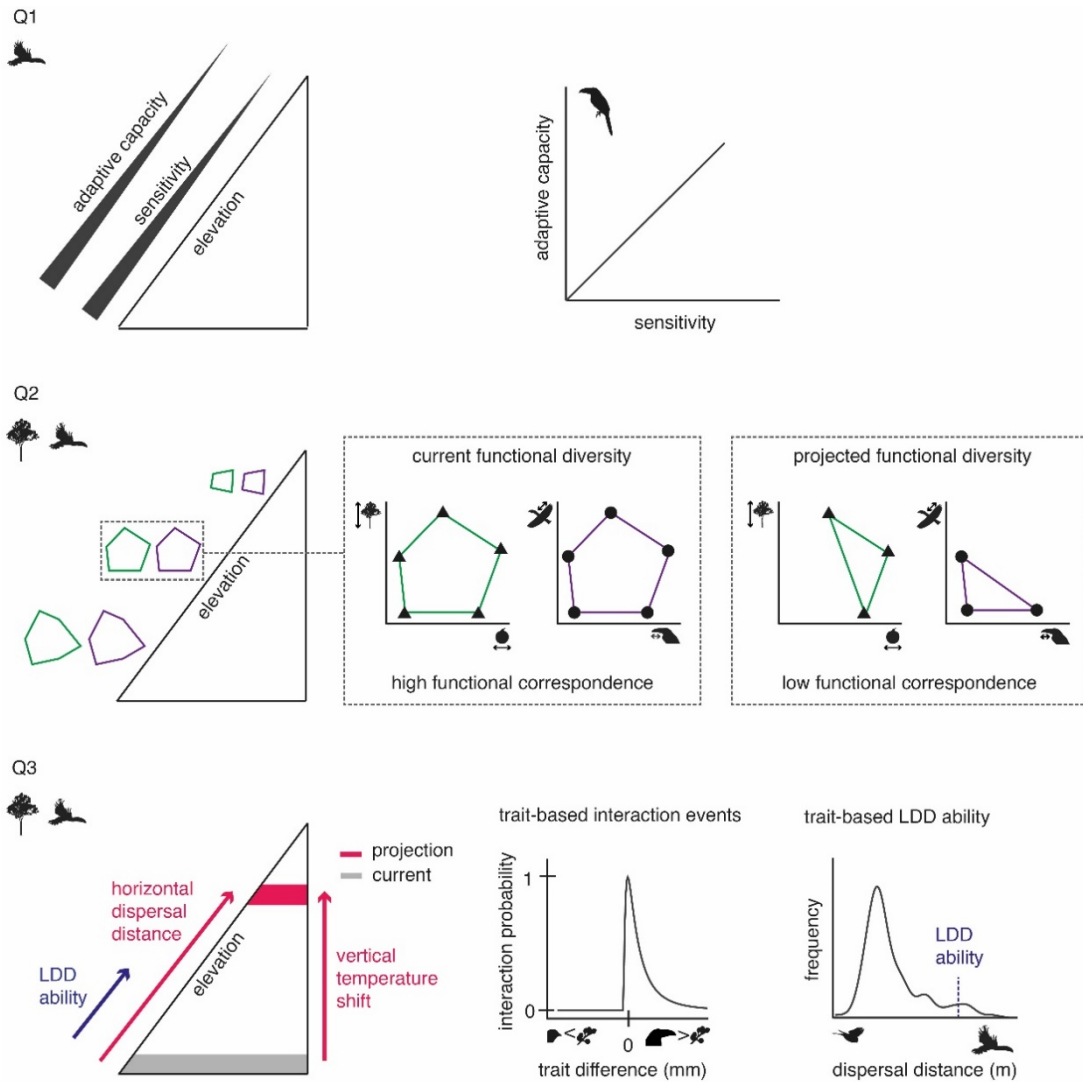 Q1
adaptive capacity
sensitivity
elevation
adaptive capacity
sensitivity
Q2
elevation
current functional diversity
high functional correspondence
projected functional diversity
low functional correspondence
Q3
horizontal
dispersal
distance
LDD
ability
elevation
projection
current
vertical
temperature
shift
trait-based interaction events
interaction probability
1
0
<
0
>
trait difference (mm)
trait-based LDD ability
frequency
LDD
ability
dispersal distance (m)